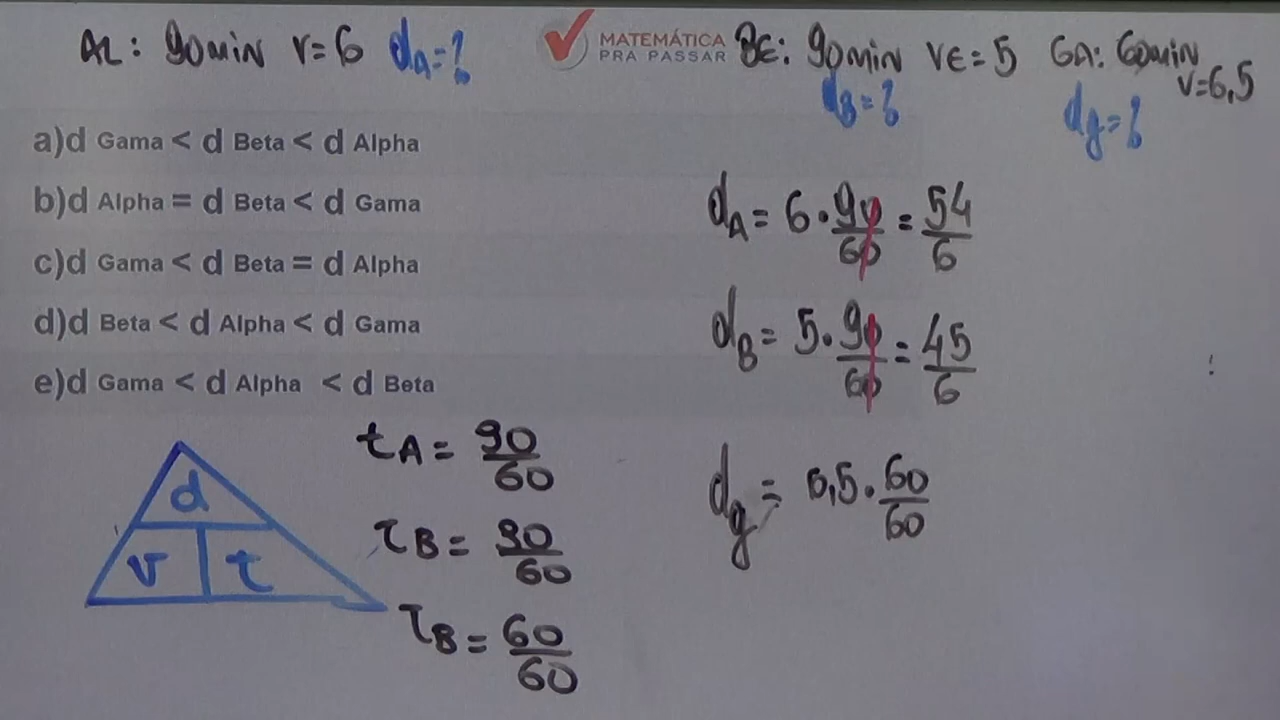 AL: 90min v=6 dA=?
MATEMÁTICA
PRA PASSAR
BE: 90min VE=5
dB=?
GA: 60min
v=6,5
dg=?
a)d Gama < d Beta < d Alpha
b)d Alpha = d Beta < d Gama
c)d Gama < d Beta = d Alpha
d)d Beta < d Alpha < d Gama
e)d Gama < d Alpha < d Beta
dA = 6 · 90/60 = 54/6
dB = 5 · 90/60 = 45/6
dg = 6,5 · 60/60
d
v t
tA = 90/60
tB = 90/60
tB = 60/60